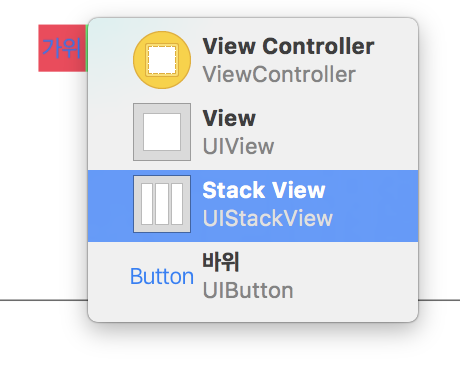 가위
View Controller
ViewController
View
UIView
Stack View
UIStackView
Button
바위
UIButton